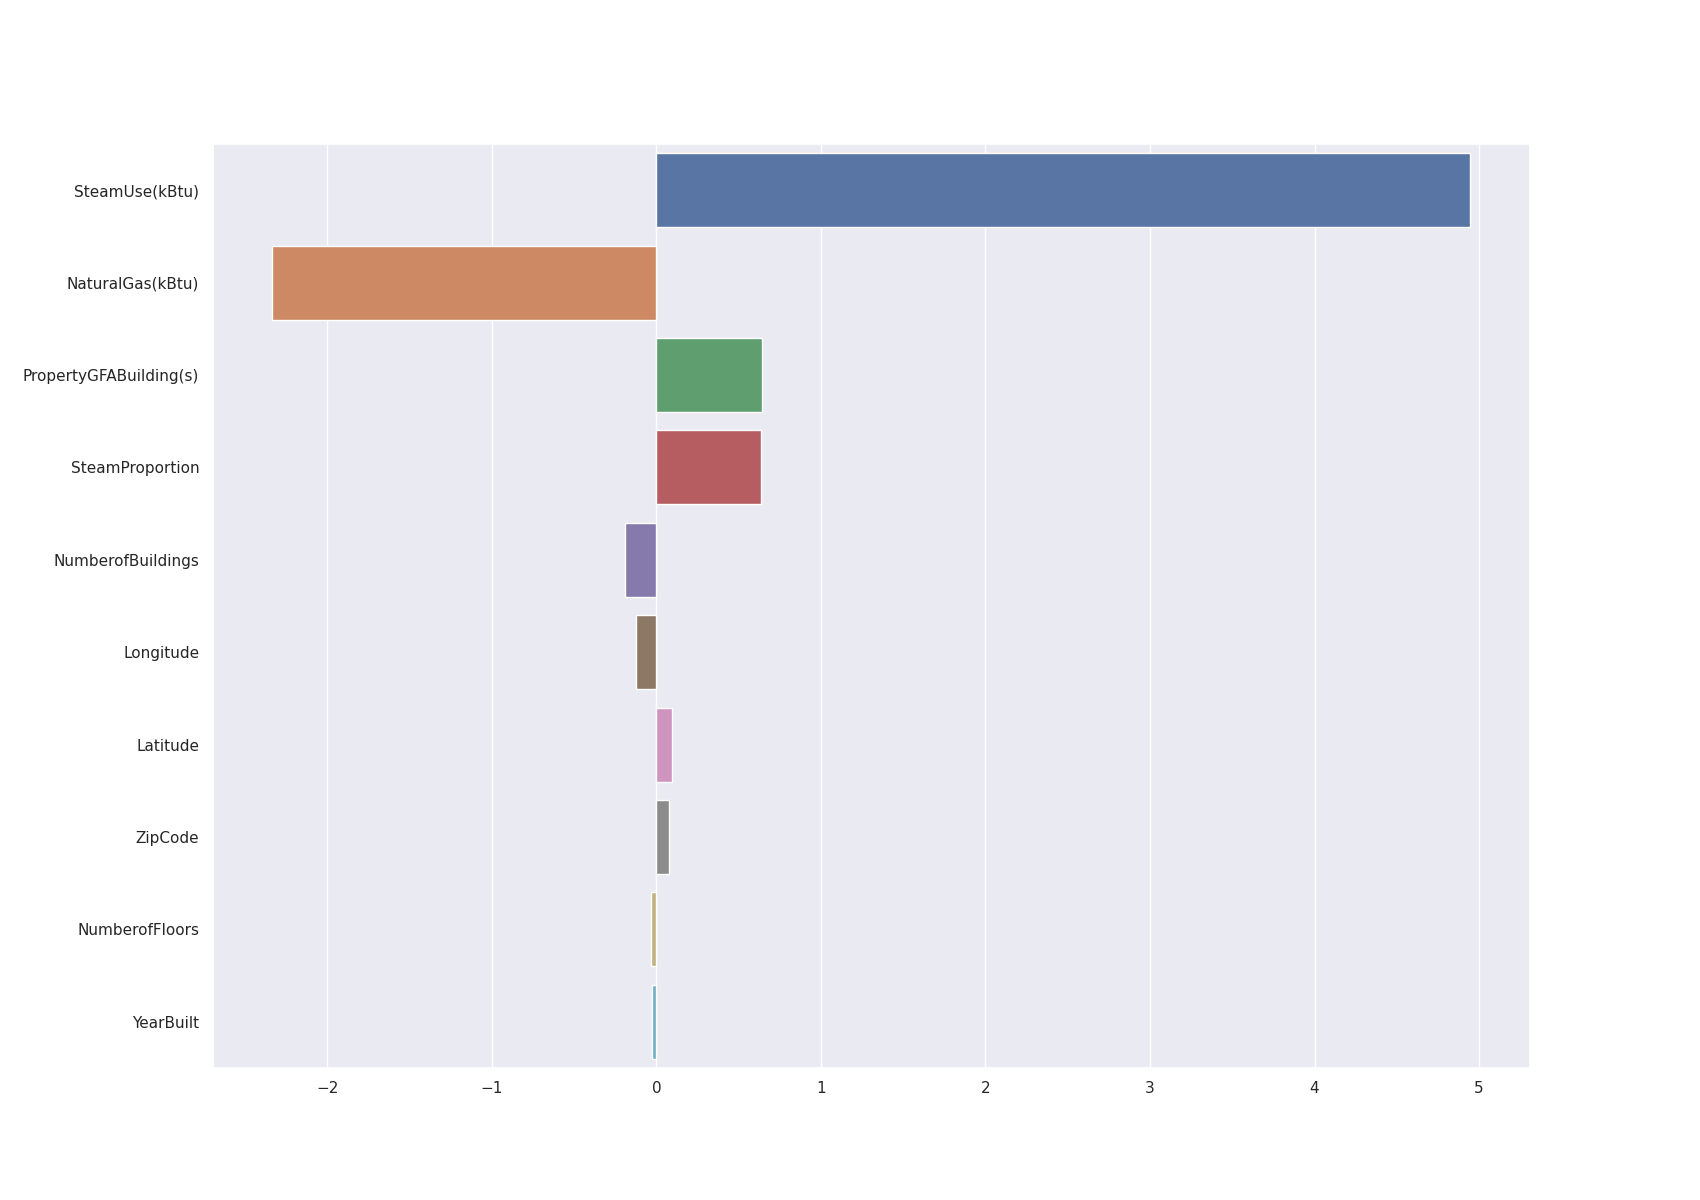 SteamUse(kBtu)
NaturalGas(kBtu)
PropertyGFABuilding(s)
SteamProportion
NumberofBuildings
Longitude
Latitude
ZipCode
NumberofFloors
YearBuilt
−2 −1 0 1 2 3 4 5